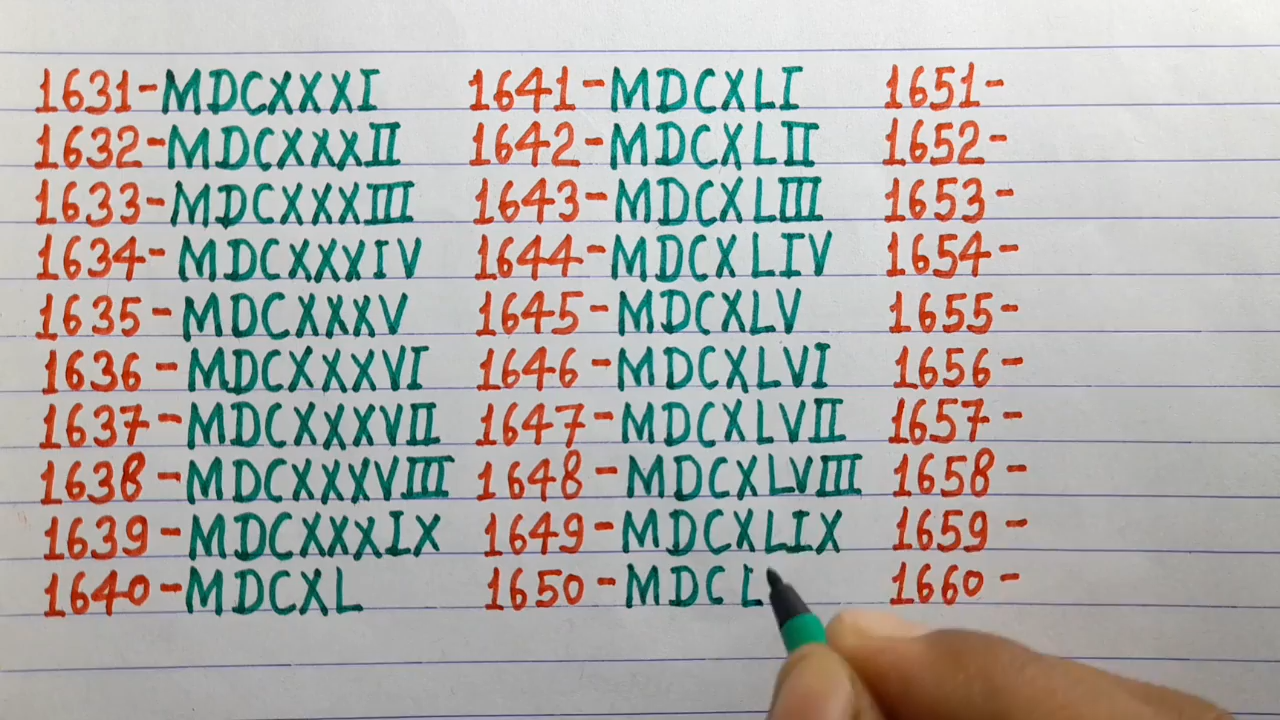 1631-MDCXXXI 1641-MDCXLI 1651-
1632-MDCXXXII 1642-MDCXLII 1652-
1633-MDCXXXIII 1643-MDCXLIII 1653-
1634-MDCXXXIV 1644-MDCXLIV 1654-
1635-MDCXXXV 1645-MDCXLV 1655-
1636-MDCXXXVI 1646-MDCXLVI 1656-
1637-MDCXXXVII 1647-MDCXLVII 1657-
1638-MDCXXXVIII 1648-MDCXLVIII 1658-
1639-MDCXXXIX 1649-MDCXLIX 1659-
1640-MDCXL 1650-MDCL 1660-